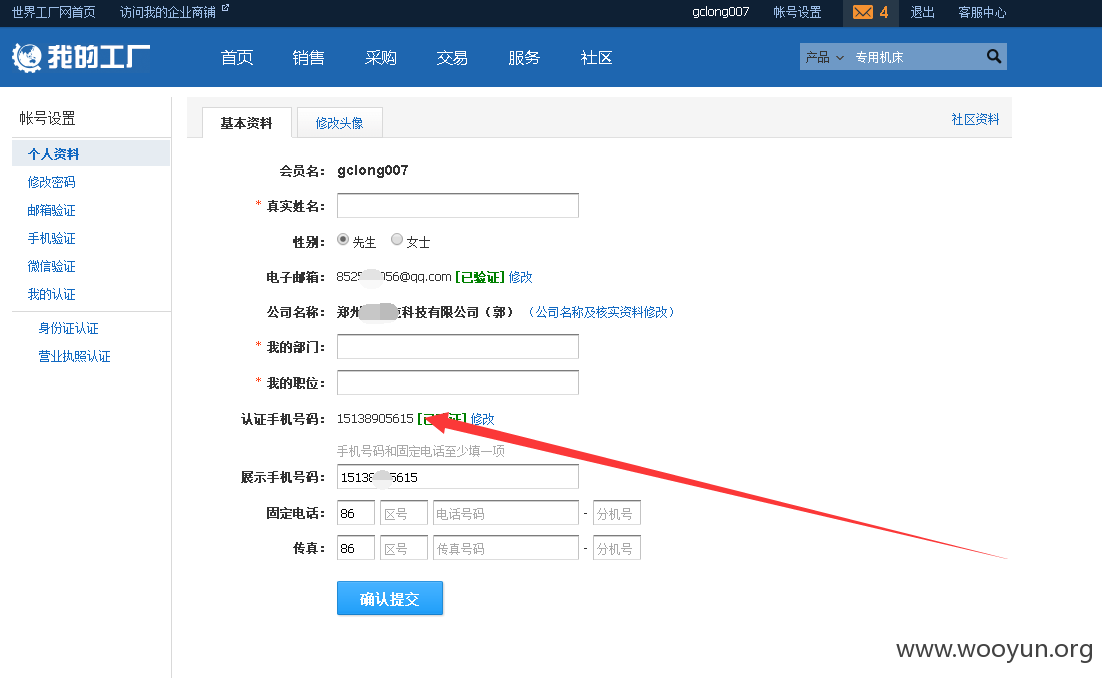 世界工厂网首页 访问我的企业商铺 gclong007 帐号设置 4 退出 客服中心
我的工厂 首页 销售 采购 交易 服务 社区 产品 专用机床
帐号设置
个人资料
修改密码
邮箱验证
手机验证
微信验证
我的认证
身份证认证
营业执照认证
基本资料 修改头像 社区资料
会员名： gclong007
* 真实姓名：
性别： 先生 女士
电子邮箱： 852 056@qq.com [已验证] 修改
公司名称： 郑州 科技有限公司（郭） （公司名称及核实资料修改）
* 我的部门：
* 我的职位：
认证手机号码： 15138905615 [已 证] 修改
手机号码和固定电话至少填一项
展示手机号码： 15138 5615
固定电话： 86 区号 电话号码 - 分机号
传真： 86 区号 传真号码 - 分机号
确认提交
www.wooyun.org